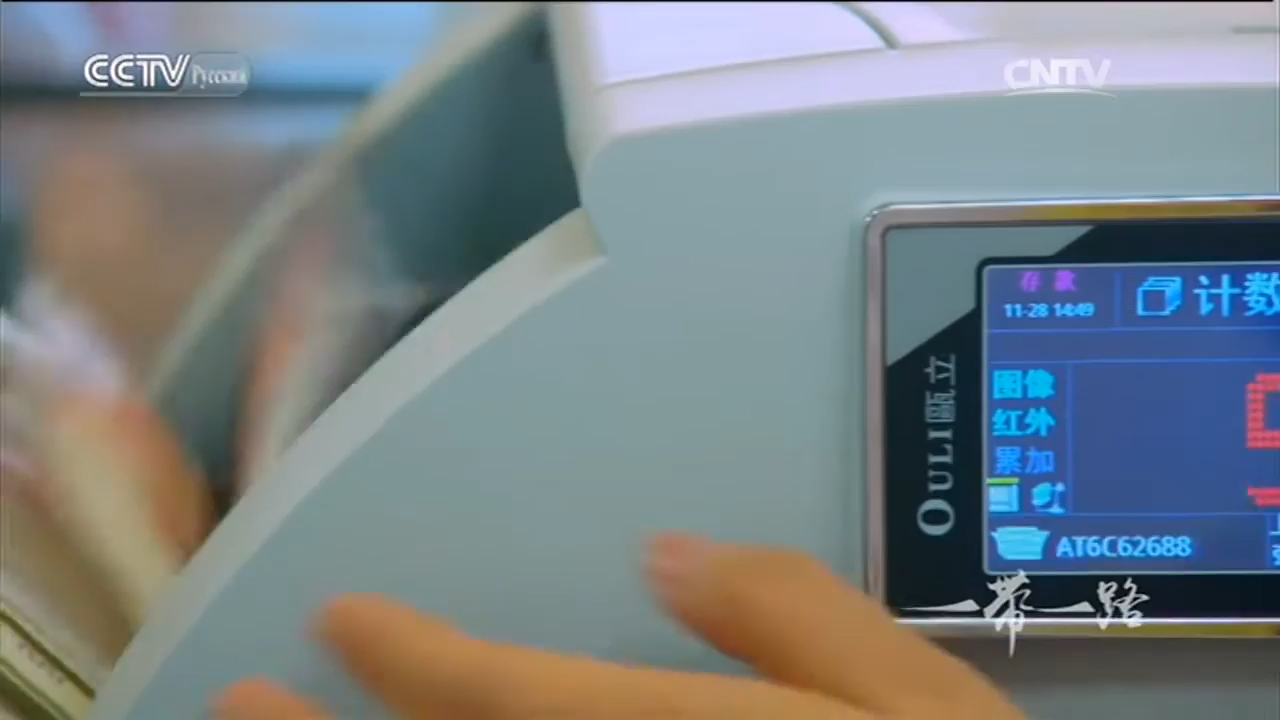 CCTV Русский
CNTV
存款
计数
11-28 14:49
图像
红外
累加
OULI 甌立
AT6C62688
一带一路